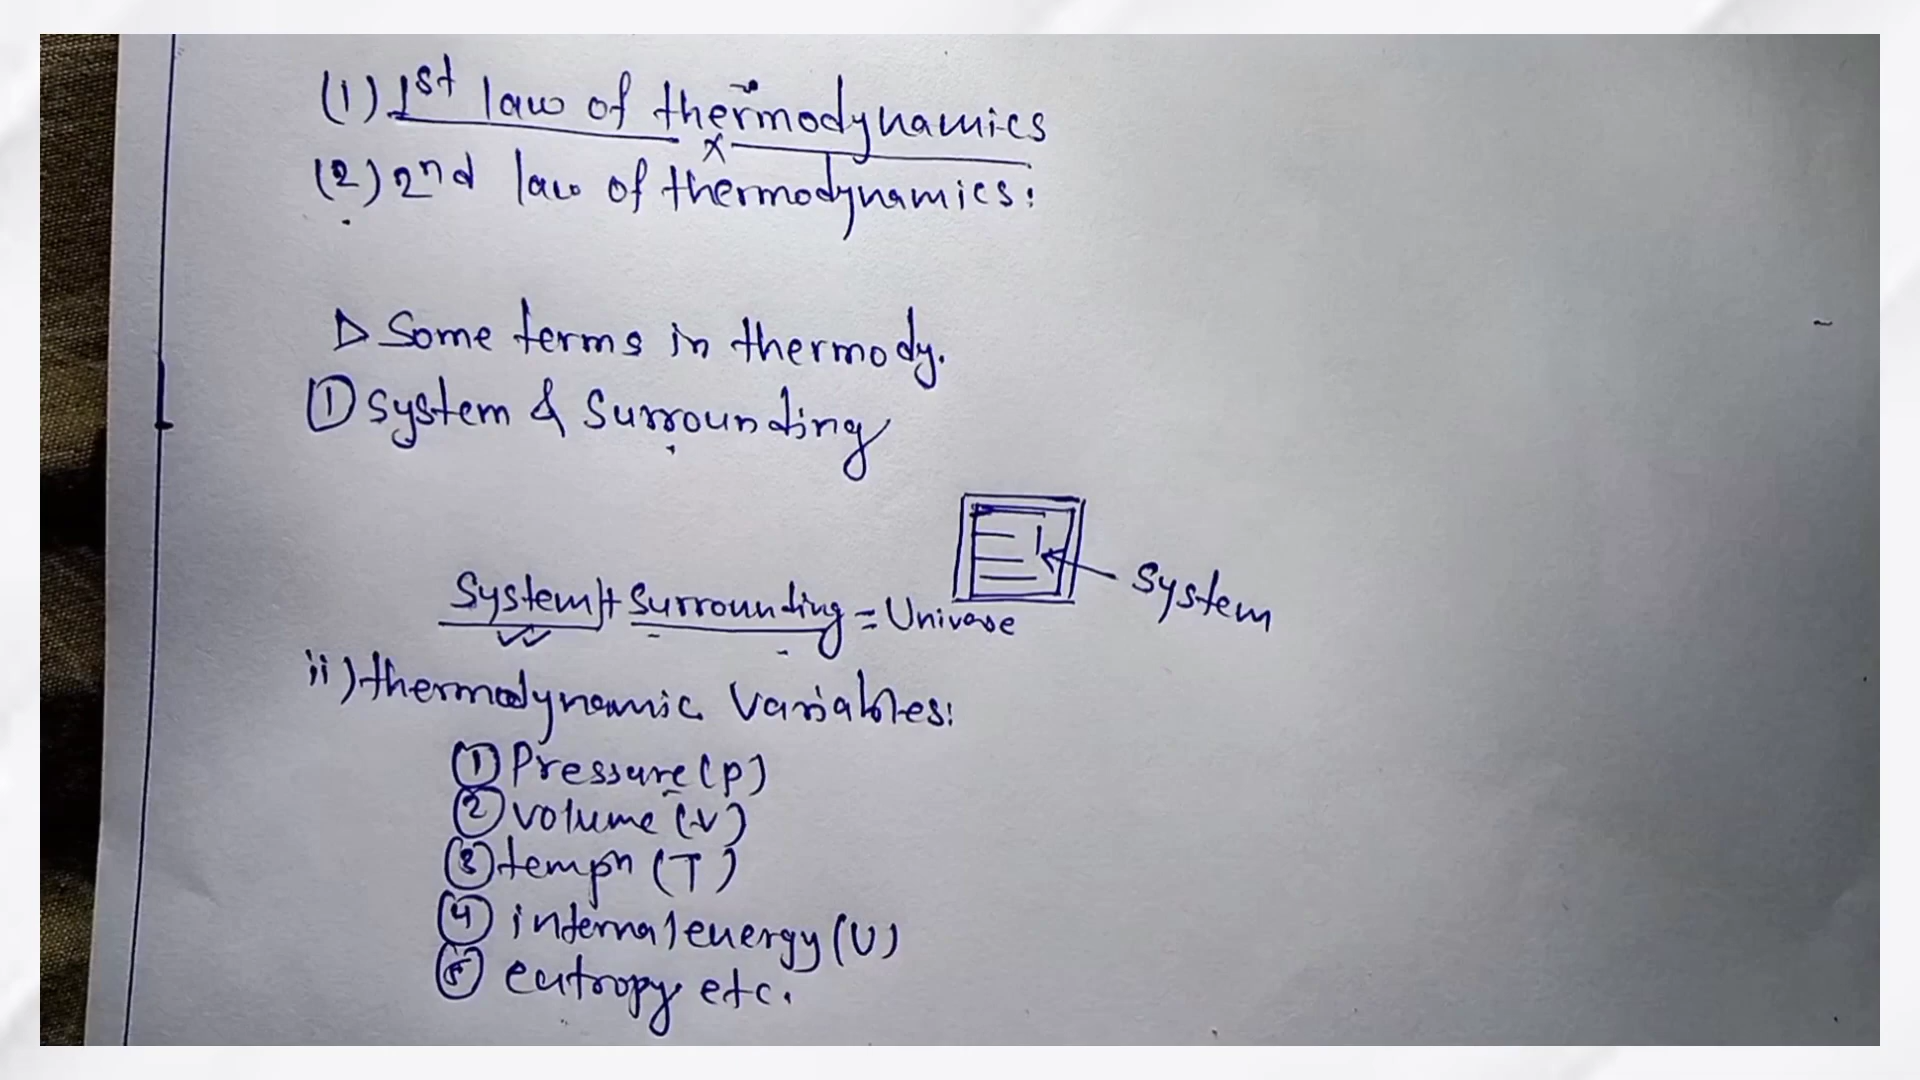 (1) 1st law of thermodynamics
(2) 2nd law of thermodynamics:
▷ Some terms in thermody.
① System & Surrounding
System
System + Surrounding = Univese
ii) thermodynamic variables:
① Pressure (P)
② volume (v)
③ tempn (T)
④ internal energy (U)
⑤ entropy etc.